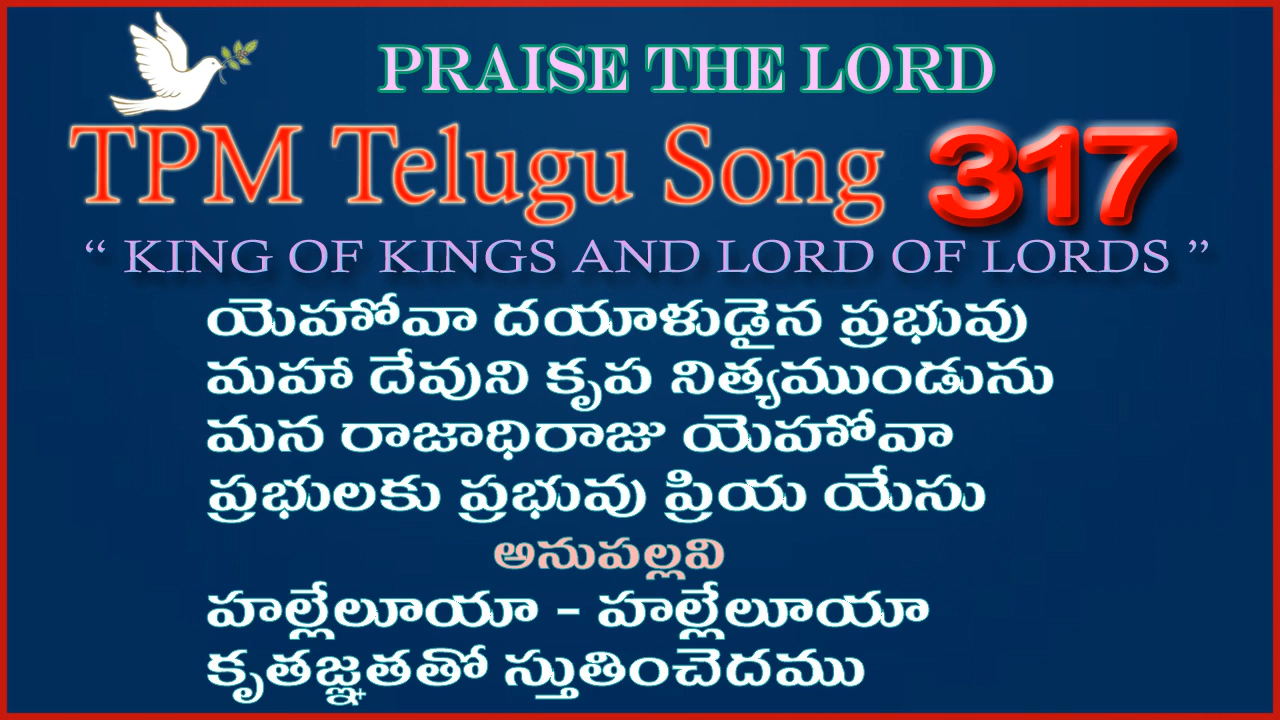 PRAISE THE LORD
TPM Telugu Song 317
“ KING OF KINGS AND LORD OF LORDS ”
యెహోవా దయాళుడైన ప్రభువు
మహా దేవుని కృప నిత్యముండును
మన రాజాధిరాజు యెహోవా
ప్రభులకు ప్రభువు ప్రియ యేసు
అనుపల్లవి
హల్లేలూయా - హల్లేలూయా
కృతజ్ఞతతో స్తుతించెదము